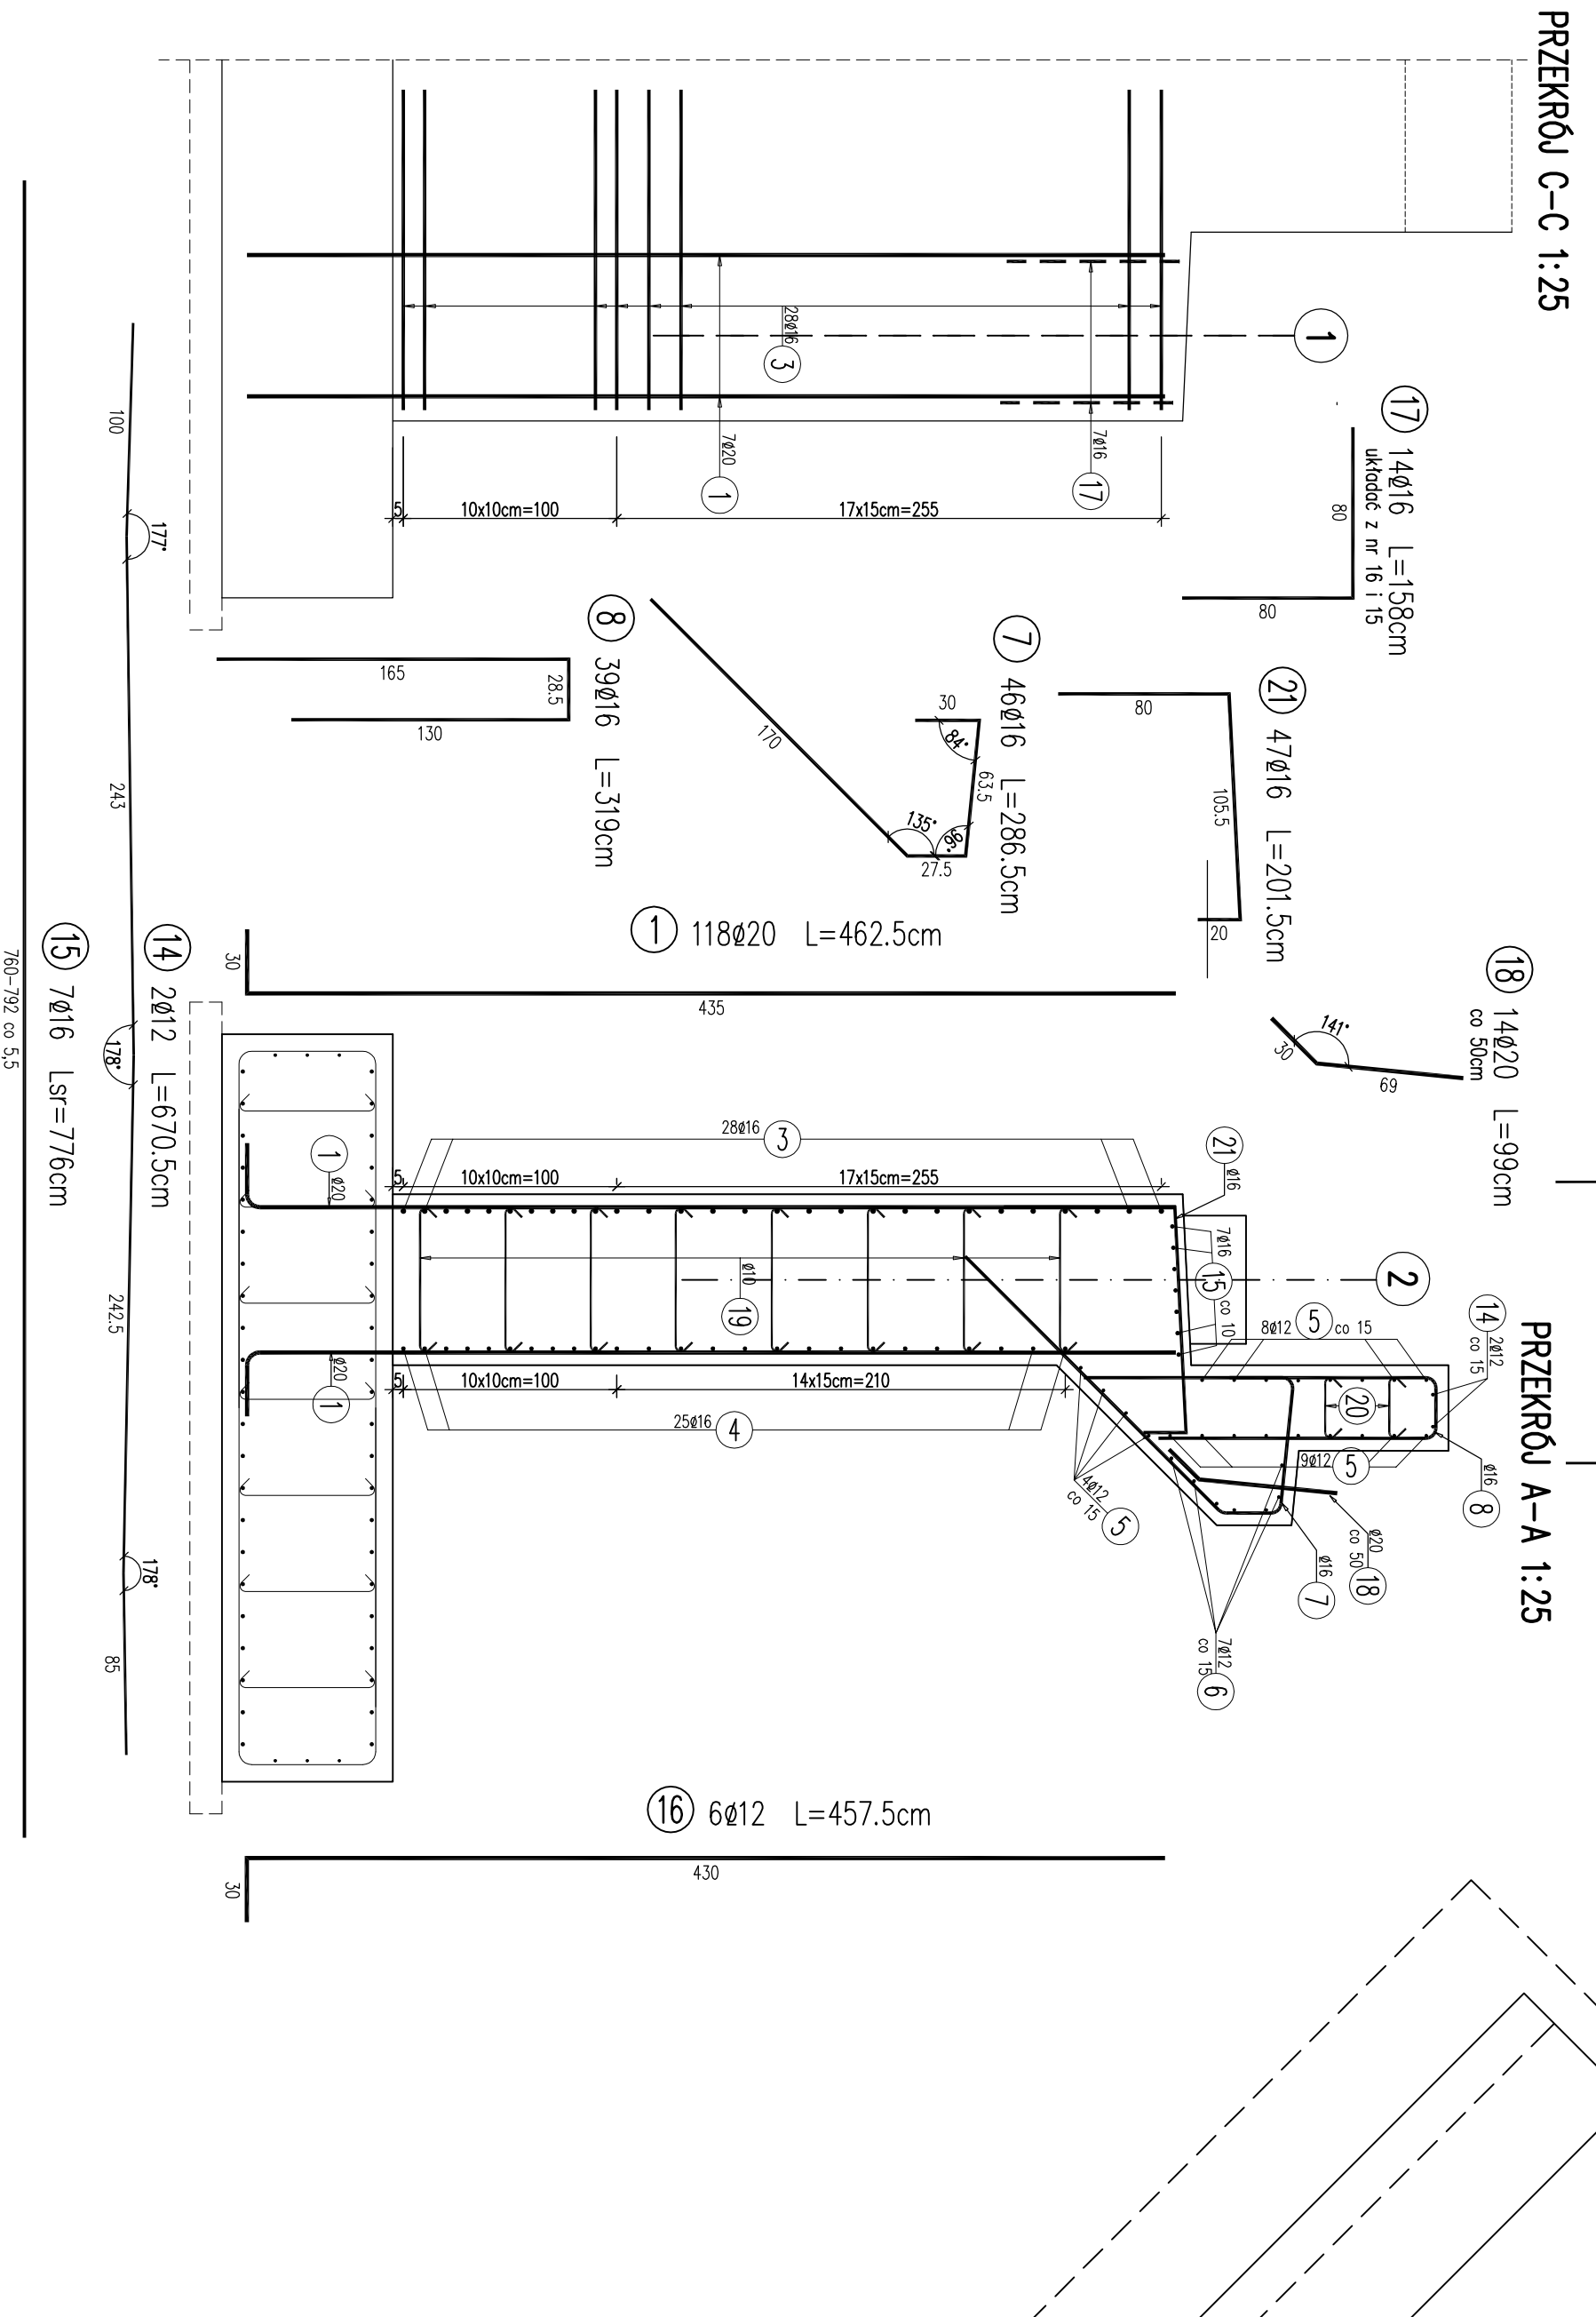 PRZEKRÓJ C-C 1:25
1
28ø16
3
7ø20
1
7ø16
17
5
10x10cm=100
17x15cm=255
17 14ø16 L=158cm
układać z nr 16 i 15
80
80
21 47ø16 L=201.5cm
80
105.5
20
7 46ø16 L=286.5cm
30
84°
63.5
96°
27.5
135°
170
8 39ø16 L=319cm
165
28.5
130
18 14ø20 L=99cm
co 50cm
141°
30
69
1 118ø20 L=462.5cm
30
435
PRZEKRÓJ A-A 1:25
2
28ø16 3
5
10x10cm=100
17x15cm=255
21 ø16
7ø16
15 co 10
8ø12 5 co 15
14 2ø12
co 15
20
9ø12 5
ø16 8
ø20
co 50 18
ø16 7
7ø12
co 15 6
4ø12
co 15 5
ø10 19
1 ø20
ø20 1
5
10x10cm=100
14x15cm=210
25ø16 4
16 6ø12 L=457.5cm
30
430
14 2ø12 L=670.5cm
100
177°
243
178°
242.5
178°
85
15 7ø16 Lsr=776cm
760-792 co 5,5